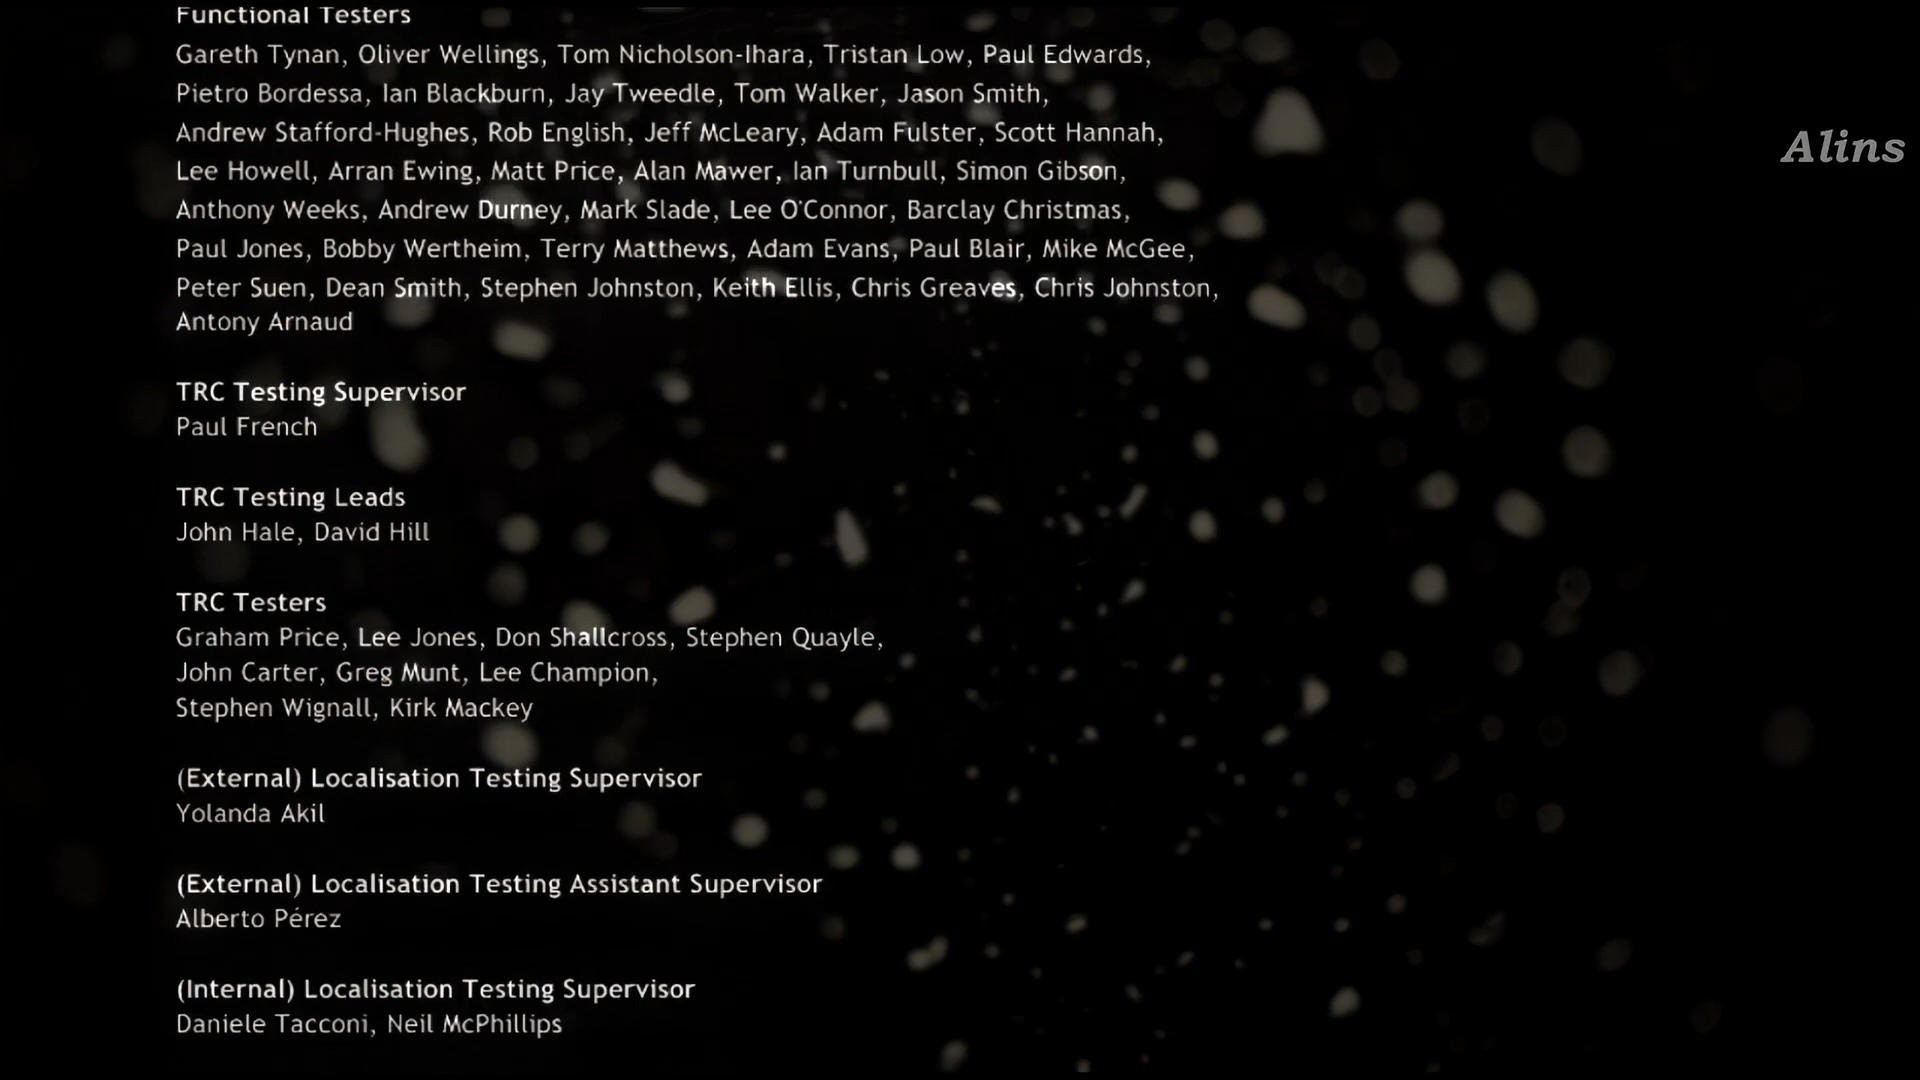 Functional Testers
Gareth Tynan, Oliver Wellings, Tom Nicholson-Ihara, Tristan Low, Paul Edwards,
Pietro Bordessa, Ian Blackburn, Jay Tweedle, Tom Walker, Jason Smith,
Andrew Stafford-Hughes, Rob English, Jeff McLeary, Adam Fulster, Scott Hannah,
Lee Howell, Arran Ewing, Matt Price, Alan Mawer, Ian Turnbull, Simon Gibson,
Anthony Weeks, Andrew Durney, Mark Slade, Lee O'Connor, Barclay Christmas,
Paul Jones, Bobby Wertheim, Terry Matthews, Adam Evans, Paul Blair, Mike McGee,
Peter Suen, Dean Smith, Stephen Johnston, Keith Ellis, Chris Greaves, Chris Johnston,
Antony Arnaud
TRC Testing Supervisor
Paul French
TRC Testing Leads
John Hale, David Hill
TRC Testers
Graham Price, Lee Jones, Don Shallcross, Stephen Quayle,
John Carter, Greg Munt, Lee Champion,
Stephen Wignall, Kirk Mackey
(External) Localisation Testing Supervisor
Yolanda Akil
(External) Localisation Testing Assistant Supervisor
Alberto Pérez
(Internal) Localisation Testing Supervisor
Daniele Tacconi, Neil McPhillips
Alins